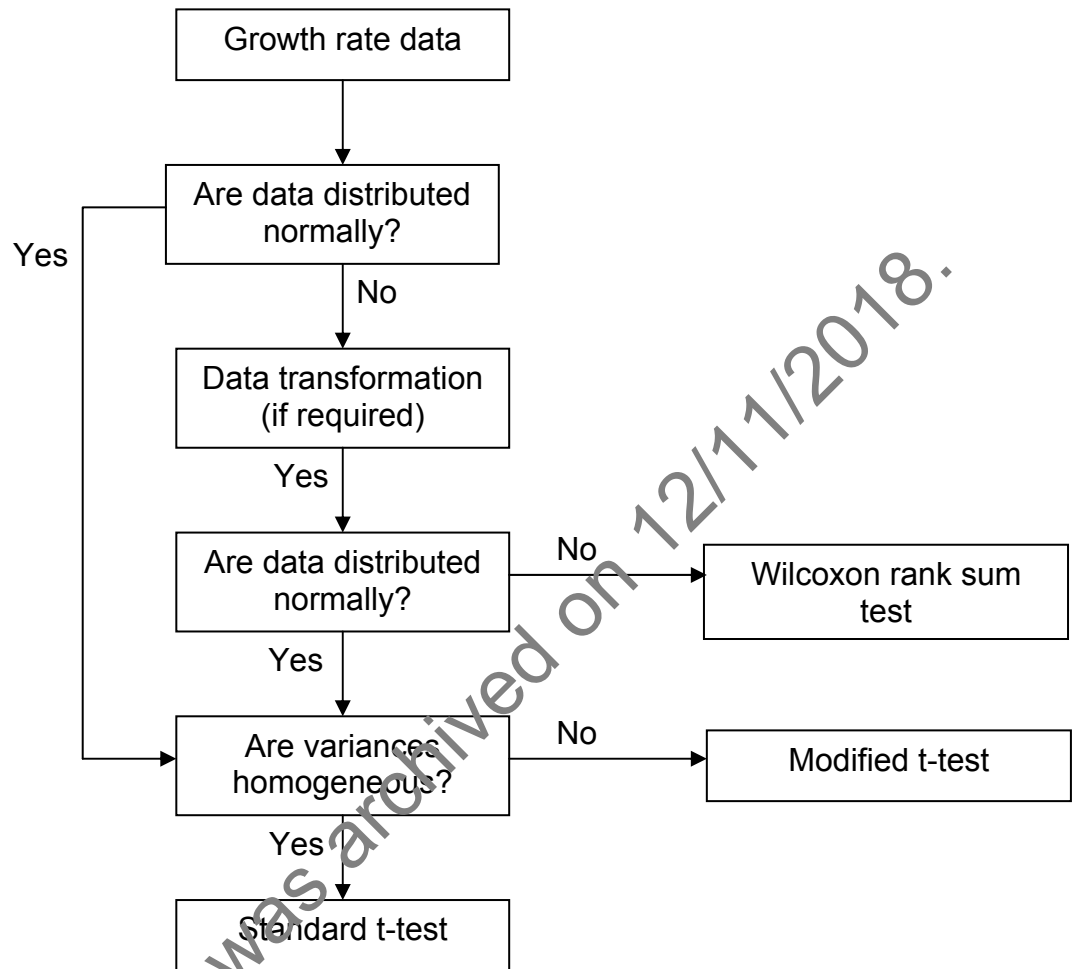 Growth rate data
Are data distributed
normally?
Yes
No
Data transformation
(if required)
Yes
Are data distributed
normally?
No
Wilcoxon rank sum
test
Yes
Are variances
homogeneous?
No
Modified t-test
Yes
Standard t-test
was archived on 12/11/2018.